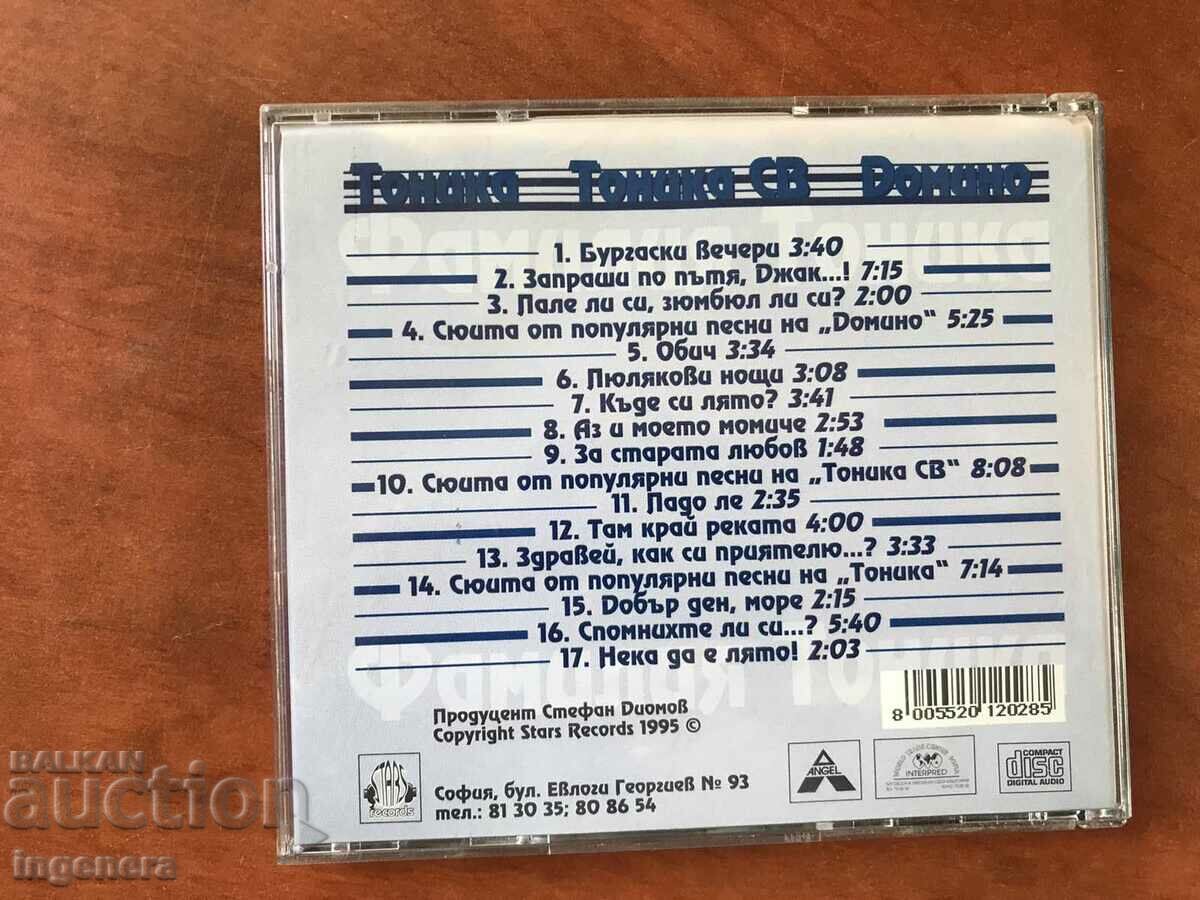 Тоника Тоника СВ Домино
Фамилия Тоника
1. Бургаски вечери 3:40
2. Запраши по пътя, Джак...! 7:15
3. Лале ли си, зюмбюл ли си? 2:00
4. Сюита от популярни песни на „Домино“ 5:25
5. Обич 3:34
6. Люлякови нощи 3:08
7. Къде си лято? 3:41
8. Аз и моето момиче 2:53
9. За старата любов 1:48
10. Сюита от популярни песни на „Тоника СВ“ 8:08
11. Ладо ле 2:35
12. Там край реката 4:00
13. Здравей, как си приятелю...? 3:33
14. Сюита от популярни песни на „Тоника“ 7:14
15. Добър ден, море 2:15
16. Спомнихте ли си...? 5:40
17. Нека да е лято! 2:03
Фамилия Тоника
8 005520 120285
Продуцент Стефан Диомов
Copyright Stars Records 1995 ©
STARS
records
София, бул. Евлоги Георгиев № 93
тел.: 81 30 35; 80 86 54
ANGEL
INTERPRED
COMPACT
disc
DIGITAL AUDIO
BALKAN
auction
ingenera